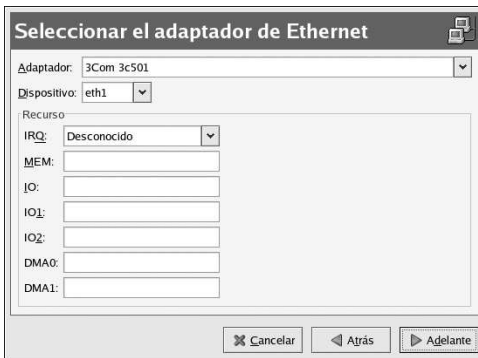 Seleccionar el adaptador de Ethernet
Adaptador: 3Com 3c501
Dispositivo: eth1
Recurso
IRQ: Desconocido
MEM:
IO:
IO1:
IO2:
DMA0:
DMA1:
Cancelar Atrás Adelante